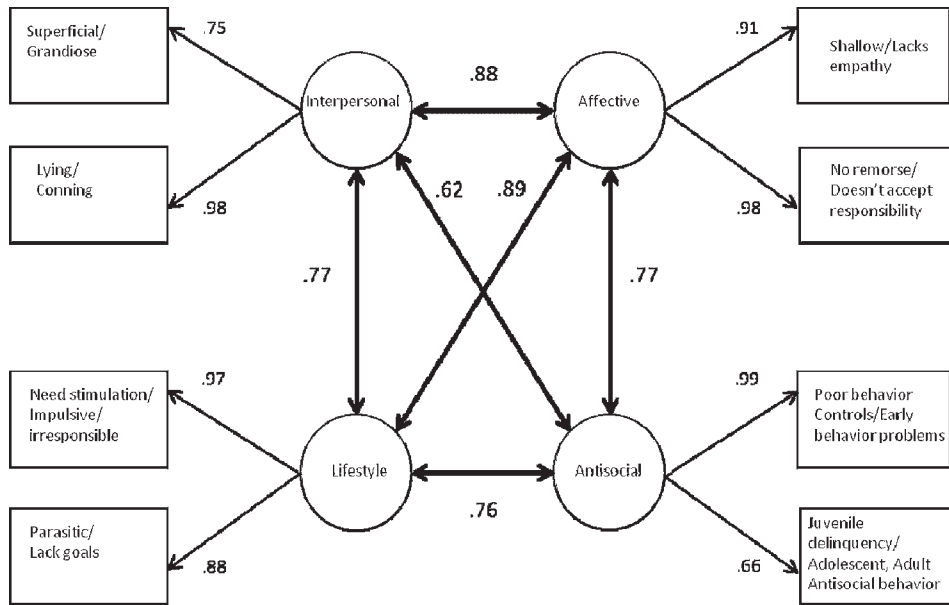 Superficial/
Grandiose
.75
Lying/
Conning
.98
Interpersonal
.88
Affective
.91
Shallow/Lacks
empathy
No remorse/
Doesn't accept
responsibility
.98
.62
.89
.77
.77
Need stimulation/
Impulsive/
irresponsible
.97
Parasitic/
Lack goals
.88
Lifestyle
.76
Antisocial
.99
Poor behavior
Controls/Early
behavior problems
Juvenile
delinquency/
Adolescent, Adult
Antisocial behavior
.66